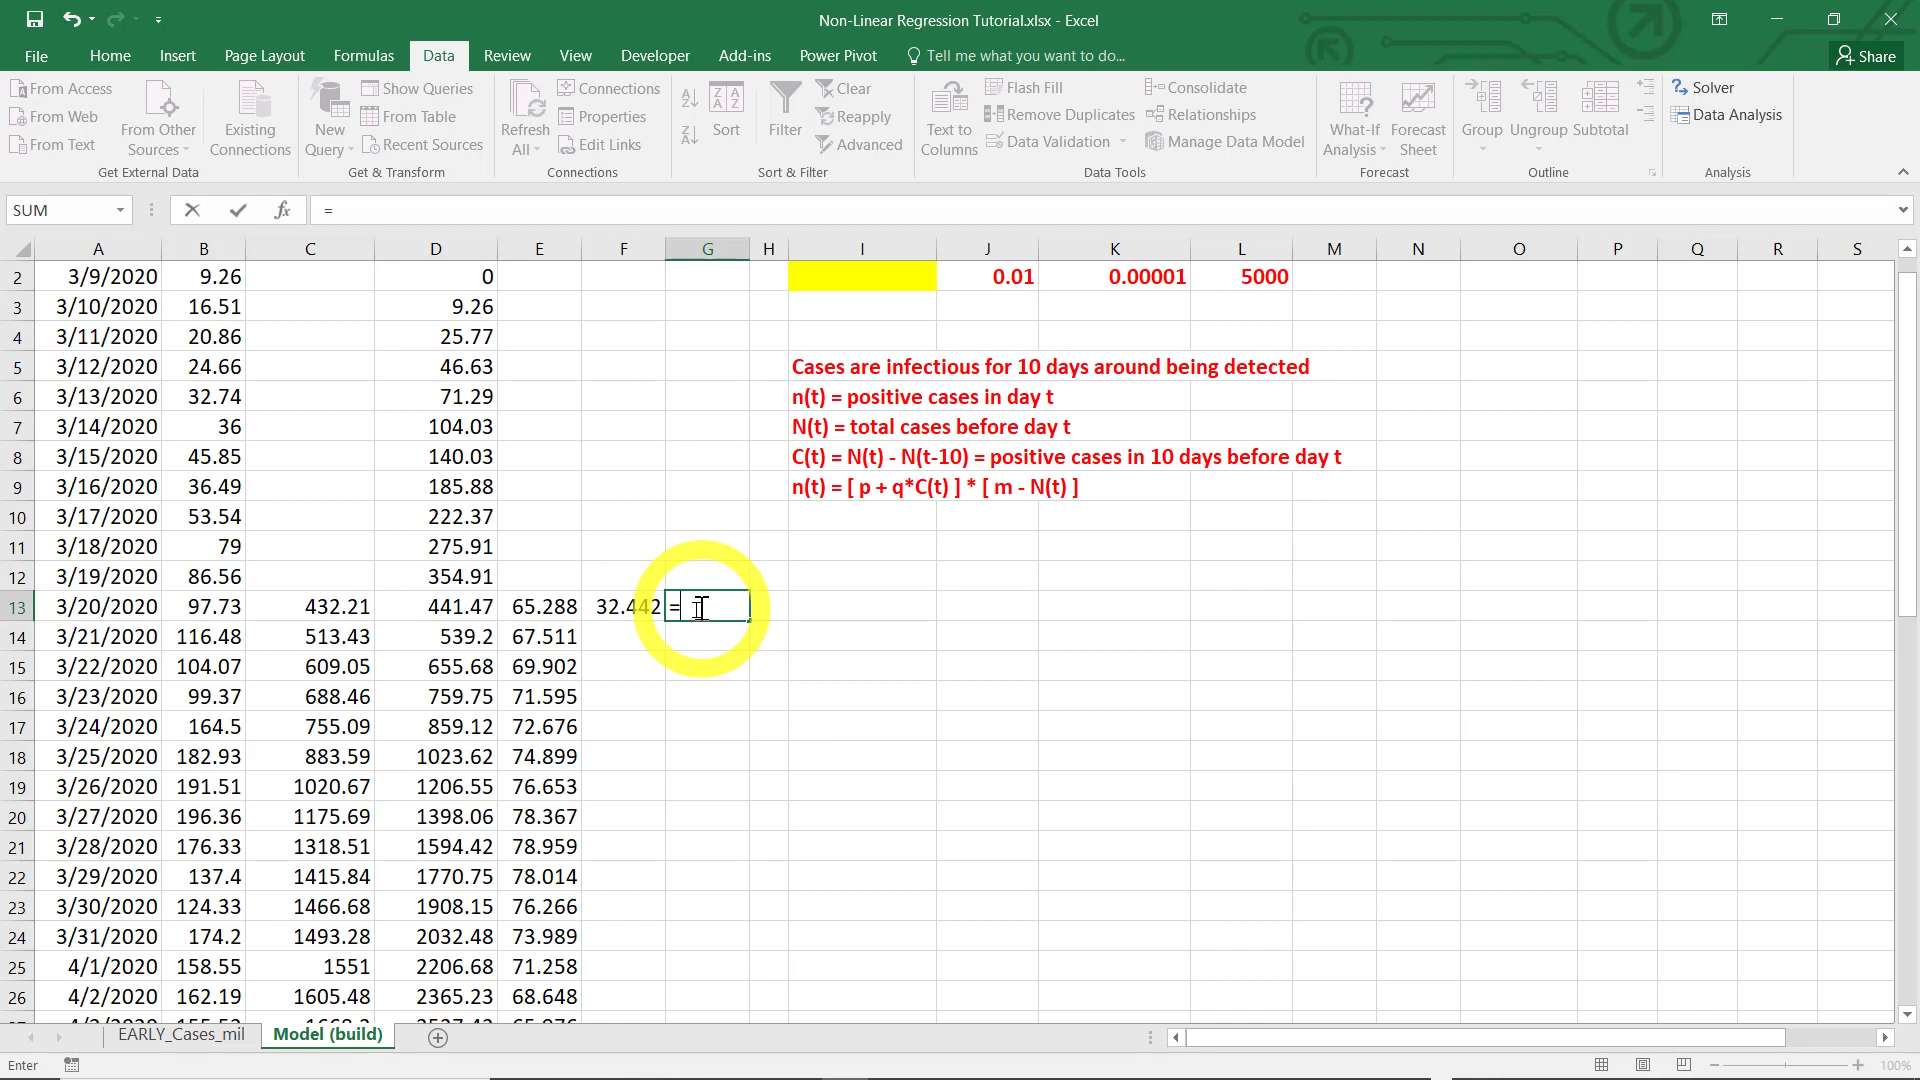 Non-Linear Regression Tutorial.xlsx - Excel
File Home Insert Page Layout Formulas Data Review View Developer Add-ins Power Pivot Tell me what you want to do... Share
From Access
From Web
From Text
From Other Sources
Existing Connections
Get External Data
New Query
Show Queries
From Table
Recent Sources
Get & Transform
Refresh All
Connections
Properties
Edit Links
Connections
Sort
Filter
Clear
Reapply
Advanced
Sort & Filter
Text to Columns
Flash Fill
Remove Duplicates
Data Validation
Consolidate
Relationships
Manage Data Model
Data Tools
What-If Analysis
Forecast Sheet
Forecast
Group
Ungroup
Subtotal
Outline
Solver
Data Analysis
Analysis
SUM fx =
A B C D E F G H I J K L M N O P Q R S
2 3/9/2020 9.26 0 0.01 0.00001 5000
3 3/10/2020 16.51 9.26
4 3/11/2020 20.86 25.77
5 3/12/2020 24.66 46.63 Cases are infectious for 10 days around being detected
6 3/13/2020 32.74 71.29 n(t) = positive cases in day t
7 3/14/2020 36 104.03 N(t) = total cases before day t
8 3/15/2020 45.85 140.03 C(t) = N(t) - N(t-10) = positive cases in 10 days before day t
9 3/16/2020 36.49 185.88 n(t) = [ p + q*C(t) ] * [ m - N(t) ]
10 3/17/2020 53.54 222.37
11 3/18/2020 79 275.91
12 3/19/2020 86.56 354.91
13 3/20/2020 97.73 432.21 441.47 65.288 32.442 =
14 3/21/2020 116.48 513.43 539.2 67.511
15 3/22/2020 104.07 609.05 655.68 69.902
16 3/23/2020 99.37 688.46 759.75 71.595
17 3/24/2020 164.5 755.09 859.12 72.676
18 3/25/2020 182.93 883.59 1023.62 74.899
19 3/26/2020 191.51 1020.67 1206.55 76.653
20 3/27/2020 196.36 1175.69 1398.06 78.367
21 3/28/2020 176.33 1318.51 1594.42 78.959
22 3/29/2020 137.4 1415.84 1770.75 78.014
23 3/30/2020 124.33 1466.68 1908.15 76.266
24 3/31/2020 174.2 1493.28 2032.48 73.989
25 4/1/2020 158.55 1551 2206.68 71.258
26 4/2/2020 162.19 1605.48 2365.23 68.648
EARLY_Cases_mil Model (build)
Enter 100%